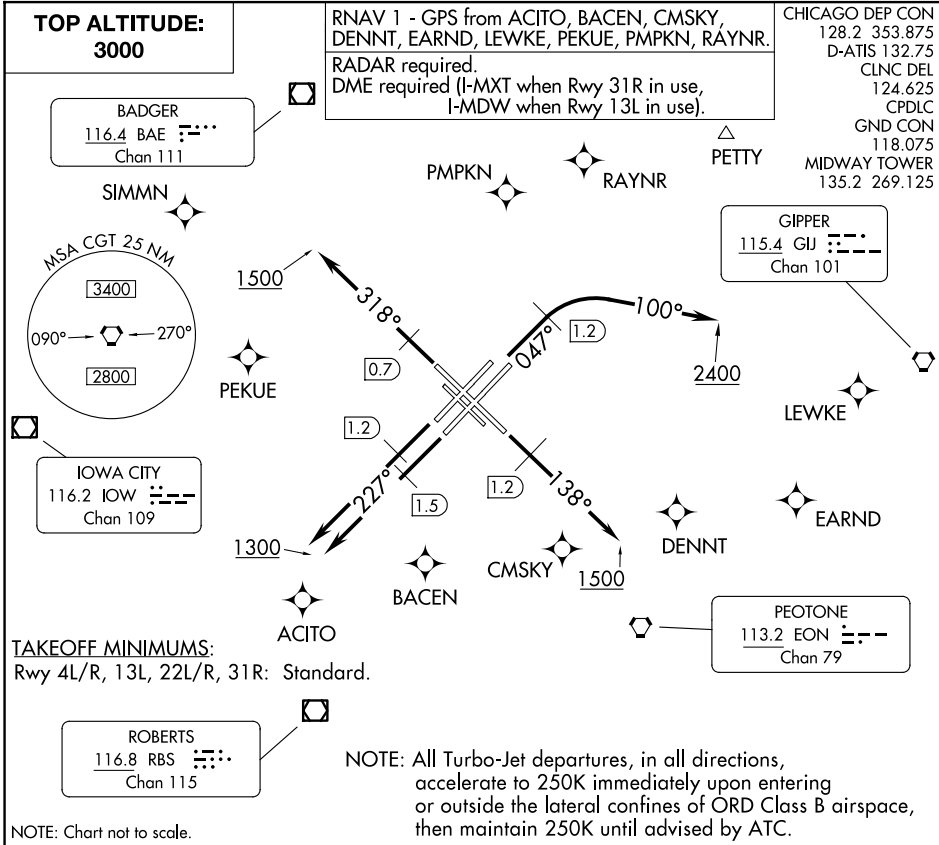 TOP ALTITUDE:
3000
RNAV 1 - GPS from ACITO, BACEN, CMSKY,
DENNT, EARND, LEWKE, PEKUE, PMPKN, RAYNR.
RADAR required.
DME required (I-MXT when Rwy 31R in use,
I-MDW when Rwy 13L in use).
CHICAGO DEP CON
128.2 353.875
D-ATIS 132.75
CLNC DEL
124.625
CPDLC
GND CON
118.075
MIDWAY TOWER
135.2 269.125
BADGER
116.4 BAE
Chan 111
SIMMN
PMPKN
RAYNR
PETTY
GIPPER
115.4 GIJ
Chan 101
MSA CGT 25 NM
3400
090°
270°
2800
1500
318°
0.7
047°
1.2
100°
2400
PEKUE
LEWKE
IOWA CITY
116.2 IOW
Chan 109
1.2
227°
1.5
1300
1.2
138°
1500
DENNT
EARND
CMSKY
BACEN
ACITO
PEOTONE
113.2 EON
Chan 79
TAKEOFF MINIMUMS:
Rwy 4L/R, 13L, 22L/R, 31R: Standard.
ROBERTS
116.8 RBS
Chan 115
NOTE: All Turbo-Jet departures, in all directions,
accelerate to 250K immediately upon entering
or outside the lateral confines of ORD Class B airspace,
then maintain 250K until advised by ATC.
NOTE: Chart not to scale.